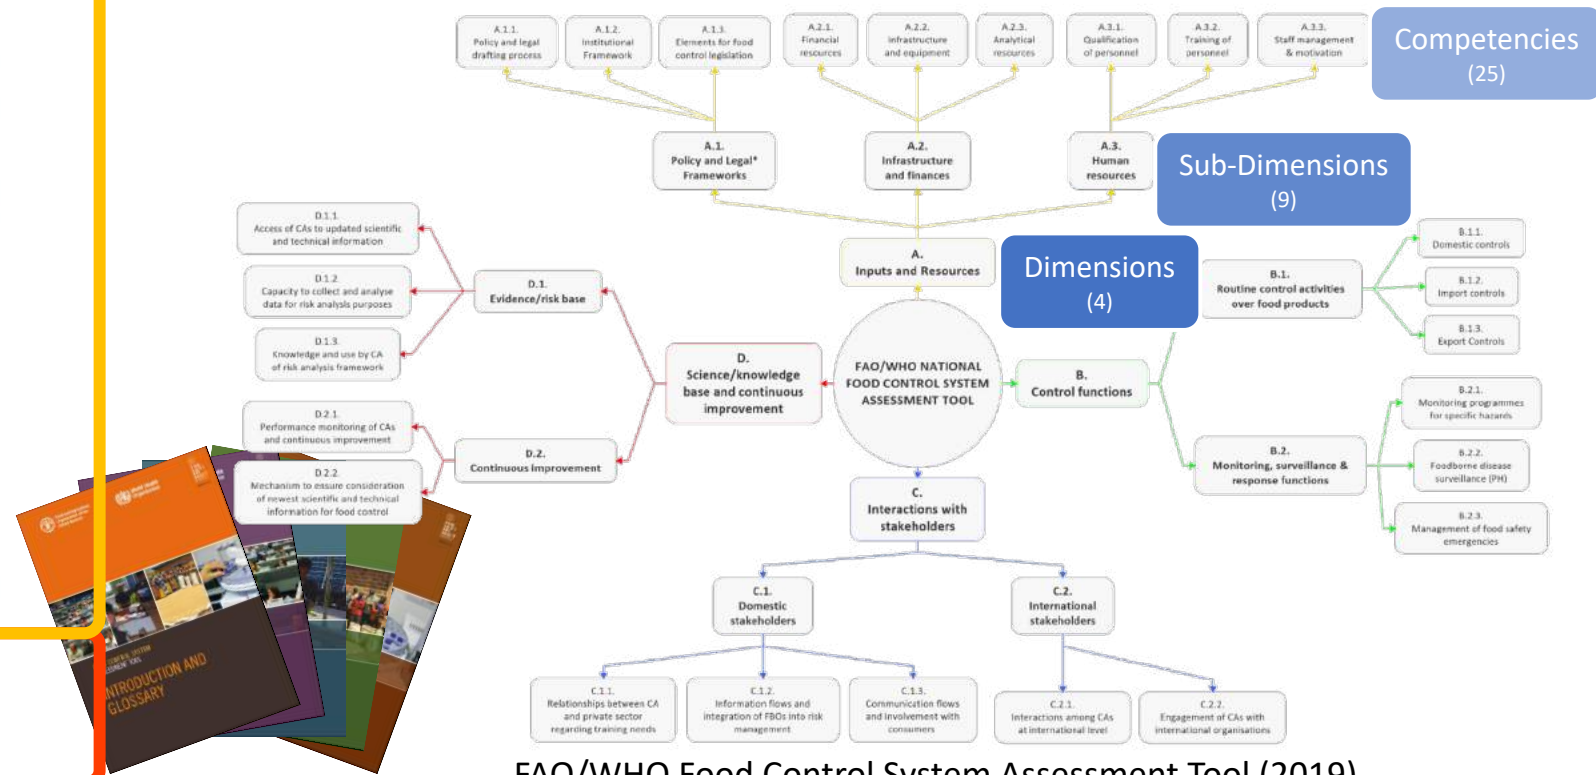 A.1.1.
Policy and legal
drafting process
A.1.2.
Institutional
Framework
A.1.3.
Elements for food
control legislation
A.2.1.
Financial
resources
A.2.2.
Infrastructure
and equipment
A.2.3.
Analytical
resources
A.3.1.
Qualification
of personnel
A.3.2.
Training of
personnel
A.3.3.
Staff management
& motivation
Competencies
(25)
A.1.
Policy and Legal*
Frameworks
A.2.
Infrastructure
and finances
A.3.
Human
resources
Sub-Dimensions
(9)
A.
Inputs and Resources
Dimensions
(4)
D.1.1.
Access of CAs to updated scientific
and technical information
D.1.2.
Capacity to collect and analyse
data for risk analysis purposes
D.1.3.
Knowledge and use by CA
of risk analysis framework
D.1.
Evidence/risk base
D.2.1.
Performance monitoring of CAs
and continuous improvement
D.2.2.
Mechanism to ensure consideration
of newest scientific and technical
information for food control
D.2.
Continuous improvement
D.
Science/knowledge
base and continuous
improvement
FAO/WHO NATIONAL
FOOD CONTROL SYSTEM
ASSESSMENT TOOL
B.
Control functions
B.1.
Routine control activities
over food products
B.1.1.
Domestic controls
B.1.2.
Import controls
B.1.3.
Export Controls
B.2.
Monitoring, surveillance &
response functions
B.2.1.
Monitoring programmes
for specific hazards
B.2.2.
Foodborne disease
surveillance (PH)
B.2.3.
Management of food safety
emergencies
C.
Interactions with
stakeholders
C.1.
Domestic
stakeholders
C.2.
International
stakeholders
C.1.1.
Relationships between CA
and private sector
regarding training needs
C.1.2.
Information flows and
integration of FBOs into risk
management
C.1.3.
Communication flows
and involvement with
consumers
C.2.1.
Interactions among CAs
at international level
C.2.2.
Engagement of CAs with
international organisations
World Health
Organization
CONTROL SYSTEM
INTRODUCTION AND
GLOSSARY
FAO/WHO Food Control System Assessment Tool (2019)